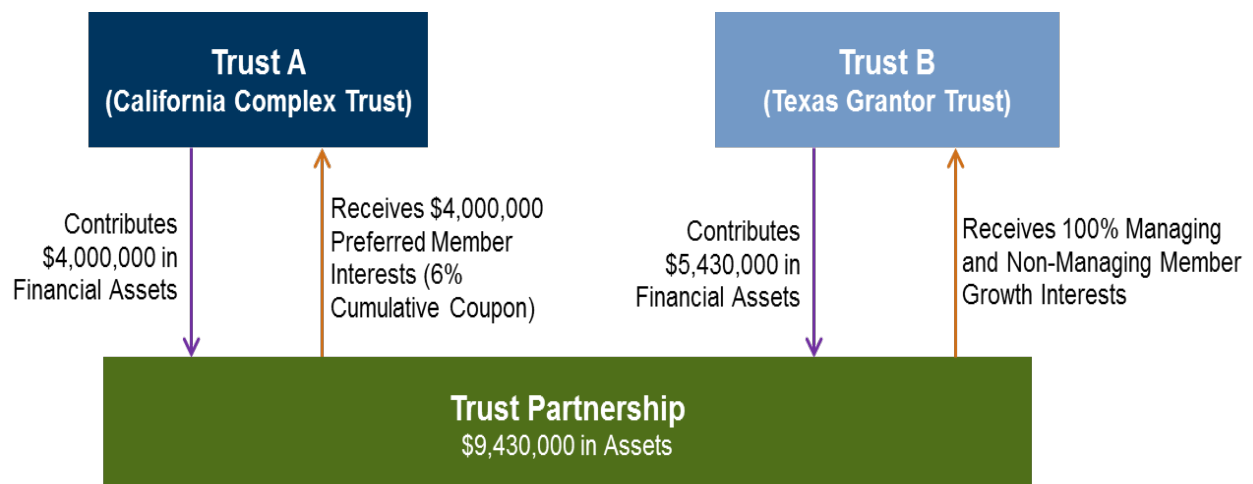 Trust A
(California Complex Trust)
Trust B
(Texas Grantor Trust)
Contributes
$4,000,000 in
Financial Assets
Receives $4,000,000
Preferred Member
Interests (6%
Cumulative Coupon)
Contributes
$5,430,000 in
Financial Assets
Receives 100% Managing
and Non-Managing Member
Growth Interests
Trust Partnership
$9,430,000 in Assets